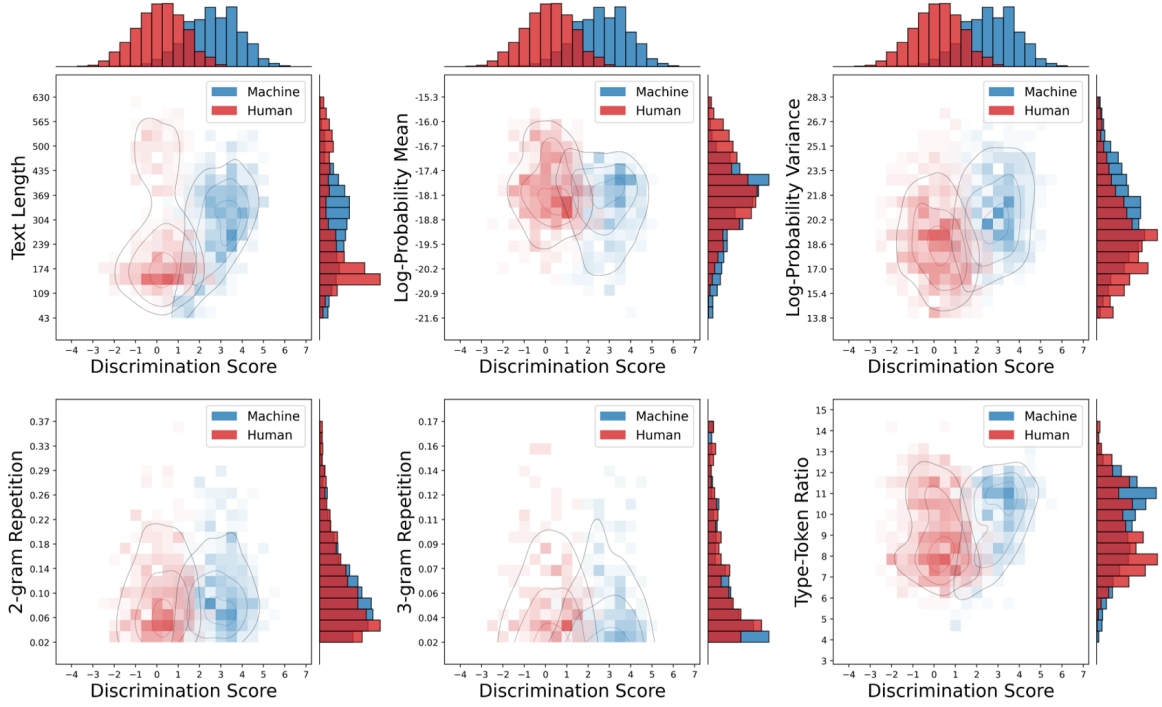 Machine
Human
Text Length
630
565
500
435
369
304
239
174
109
43
−4 −3 −2 −1 0 1 2 3 4 5 6 7
Discrimination Score
Machine
Human
Log-Probability Mean
-15.3
-16.0
-16.7
-17.4
-18.1
-18.8
-19.5
-20.2
-20.9
-21.6
−4 −3 −2 −1 0 1 2 3 4 5 6 7
Discrimination Score
Machine
Human
Log-Probability Variance
28.3
26.7
25.1
23.5
21.8
20.2
18.6
17.0
15.4
13.8
−4 −3 −2 −1 0 1 2 3 4 5 6 7
Discrimination Score
Machine
Human
2-gram Repetition
0.37
0.33
0.29
0.26
0.22
0.18
0.14
0.10
0.06
0.02
−4 −3 −2 −1 0 1 2 3 4 5 6 7
Discrimination Score
Machine
Human
3-gram Repetition
0.17
0.16
0.14
0.12
0.11
0.09
0.07
0.06
0.04
0.02
−4 −3 −2 −1 0 1 2 3 4 5 6 7
Discrimination Score
Machine
Human
Type-Token Ratio
15
14
13
12
11
10
9
8
7
6
5
4
3
−4 −3 −2 −1 0 1 2 3 4 5 6 7
Discrimination Score